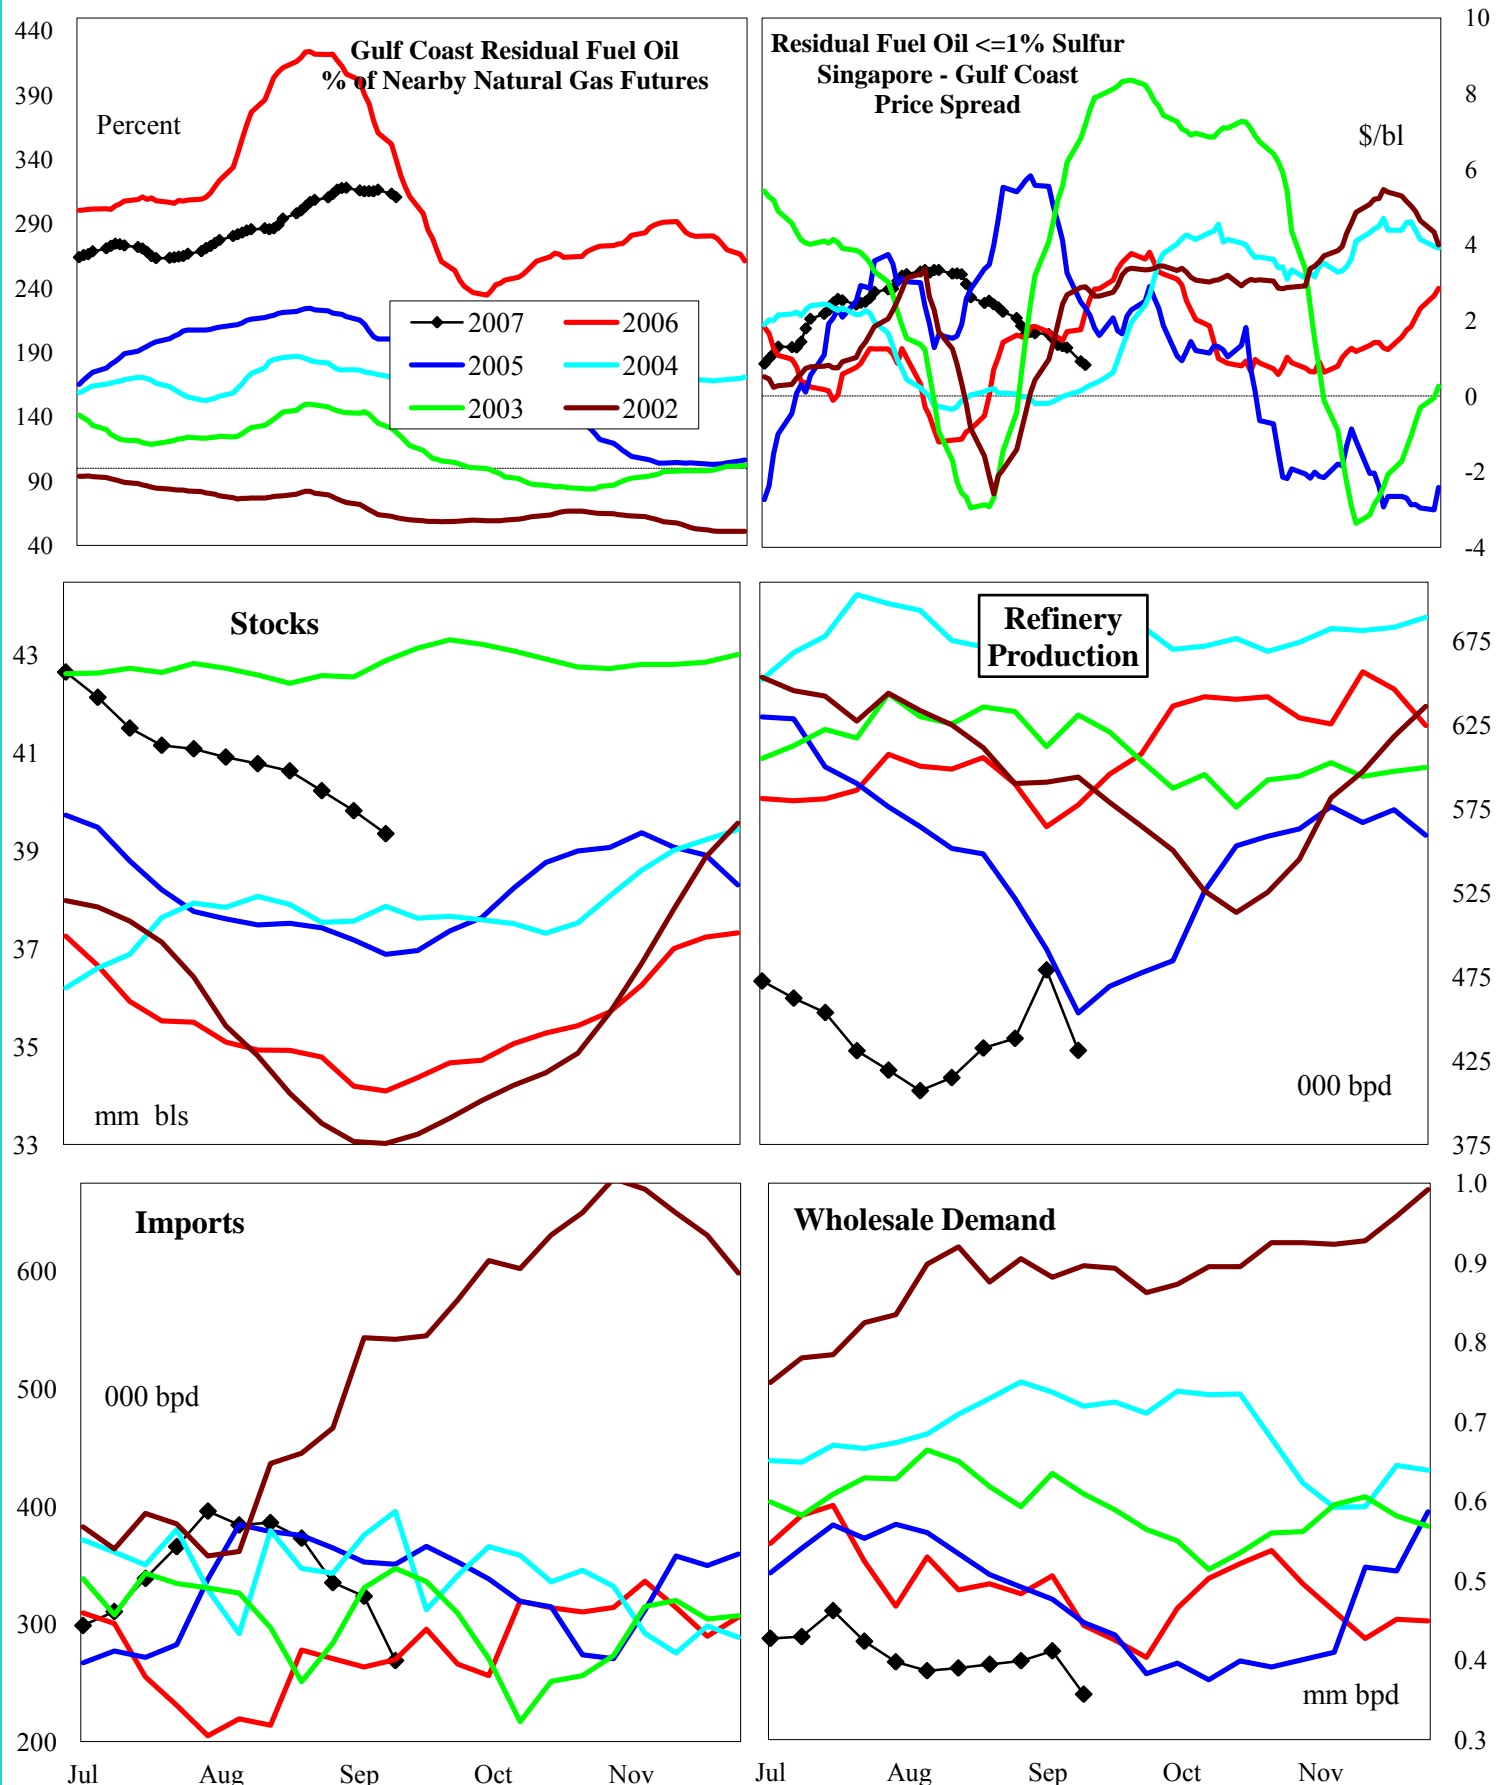 Gulf Coast Residual Fuel Oil
% of Nearby Natural Gas Futures
Percent
440
390
340
290
240
190
140
90
40
2007
2006
2005
2004
2003
2002
Residual Fuel Oil <=1% Sulfur
Singapore - Gulf Coast
Price Spread
$/bl
10
8
6
4
2
0
-2
-4
Stocks
43
41
39
37
35
33
mm bls
Refinery
Production
675
625
575
525
475
425
375
000 bpd
Imports
600
500
400
300
200
000 bpd
Jul Aug Sep Oct Nov
Wholesale Demand
1.0
0.9
0.8
0.7
0.6
0.5
0.4
0.3
mm bpd
Jul Aug Sep Oct Nov